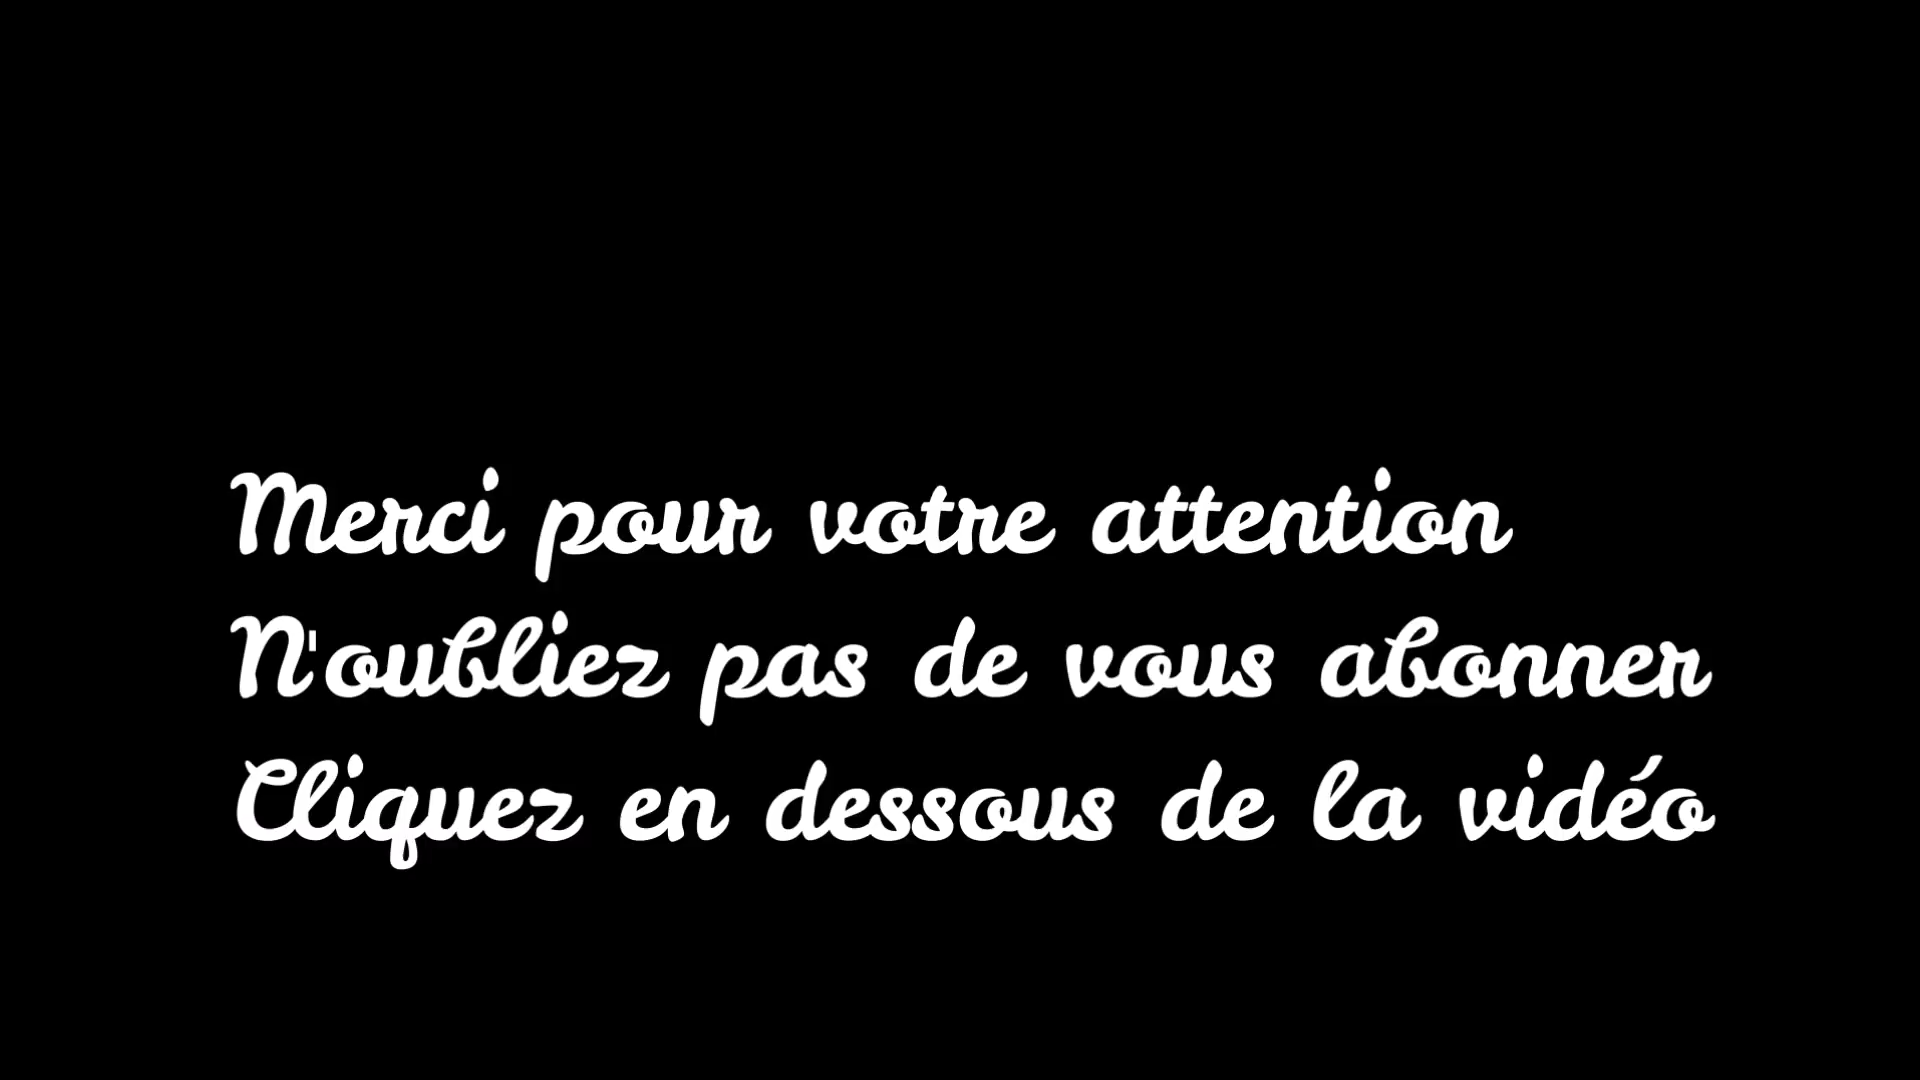 Merci pour votre attention
N'oubliez pas de vous abonner
Cliquez en dessous de la vidéo